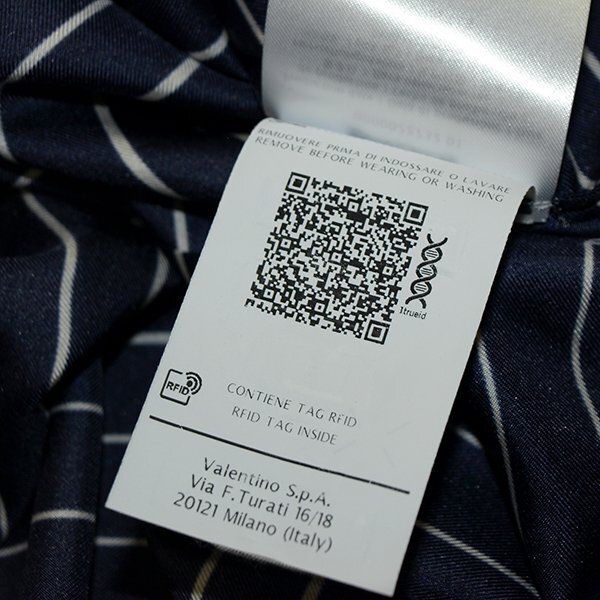 RIMUOVERE PRIMA DI INDOSSARE O LAVARE
REMOVE BEFORE WEARING OR WASHING
1trueid
RFID
CONTIENE TAG RFID
RFID TAG INSIDE
Valentino S.p.A.
Via F. Turati 16/18
20121 Milano (Italy)